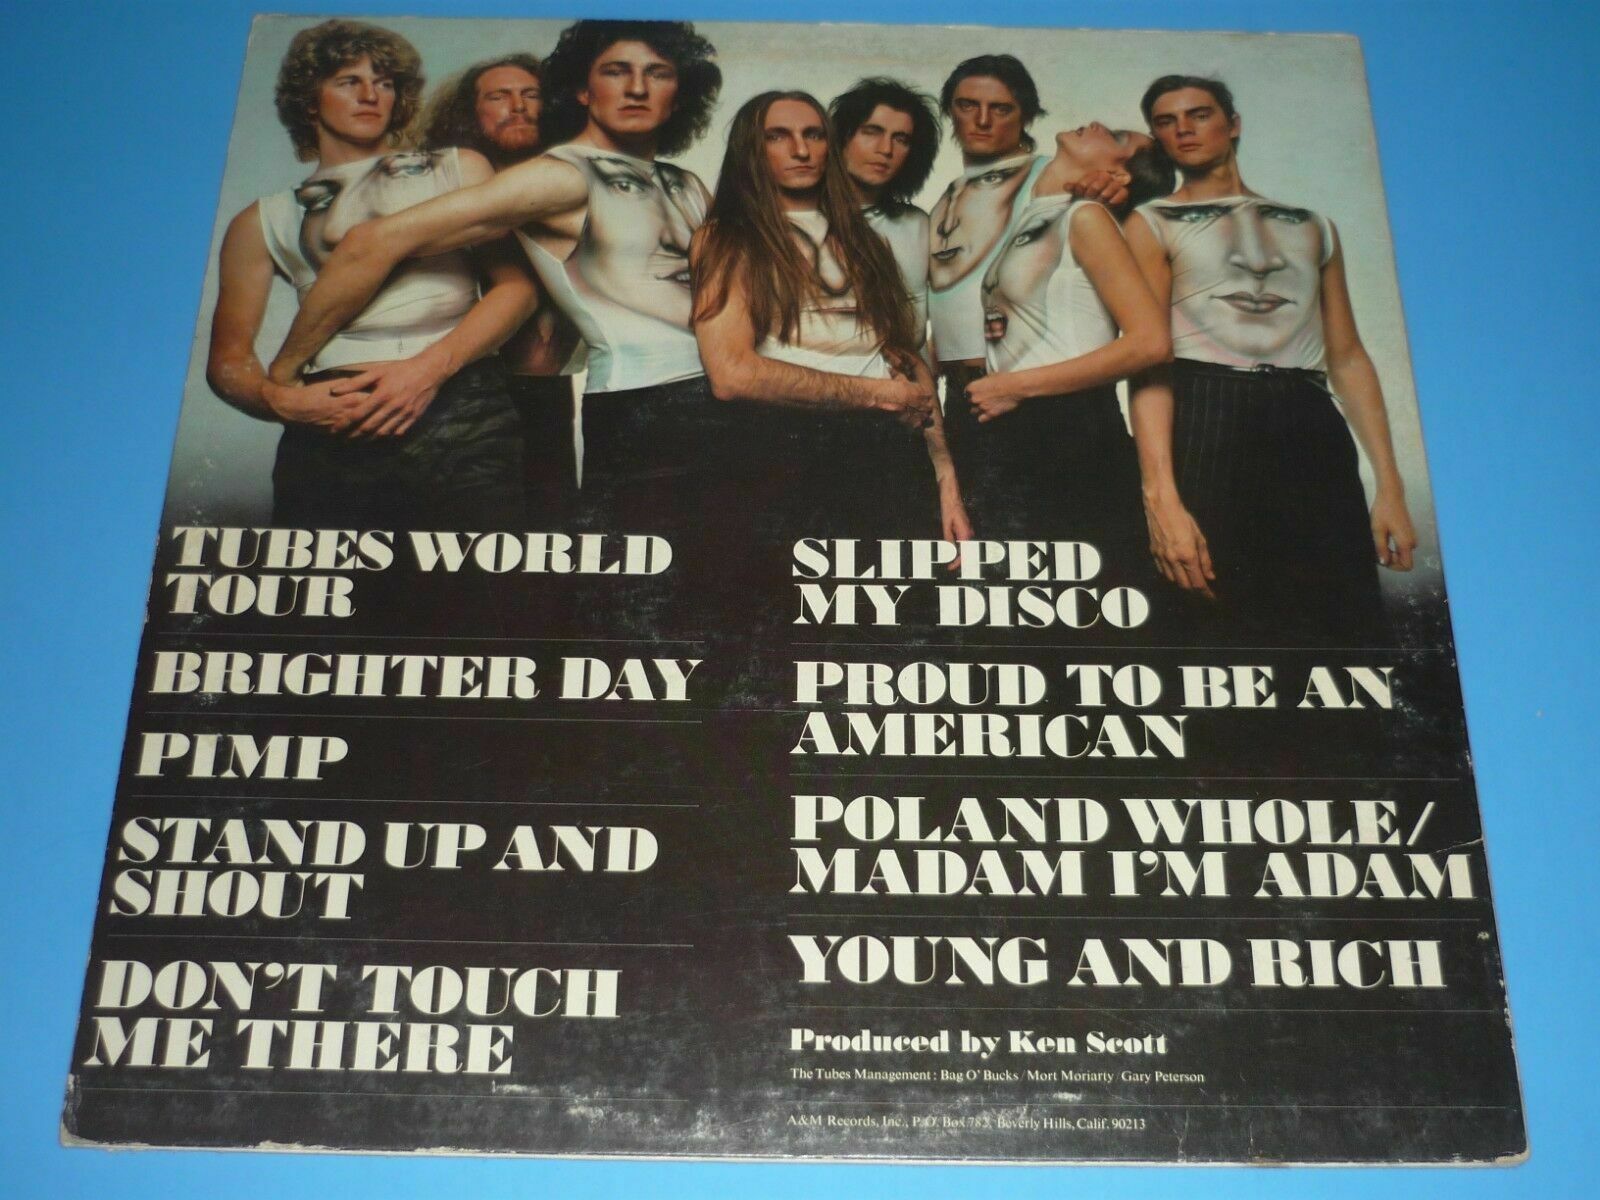 TUBES WORLD
TOUR
BRIGHTER DAY
PIMP
STAND UP AND
SHOUT
DON'T TOUCH
ME THERE
SLIPPED
MY DISCO
PROUD TO BE AN
AMERICAN
POLAND WHOLE/
MADAM I'M ADAM
YOUNG AND RICH
Produced by Ken Scott
The Tubes Management: Bag O' Bucks / Mort Moriarty / Gary Peterson
A&M Records, Inc., P.O. Box 782, Beverly Hills, Calif. 90213